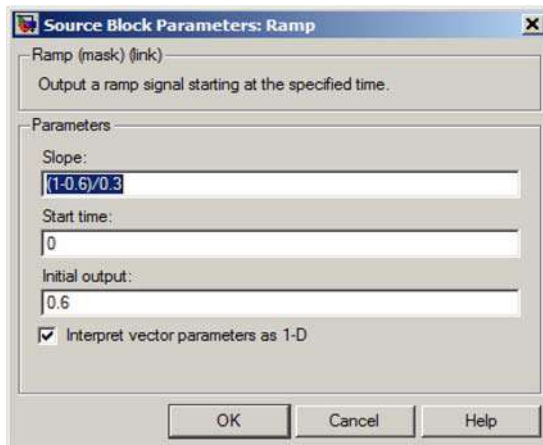 Source Block Parameters: Ramp
Ramp (mask) (link)
Output a ramp signal starting at the specified time.
Parameters
Slope:
(1-0.6)/0.3
Start time:
0
Initial output:
0.6
Interpret vector parameters as 1-D
OK Cancel Help